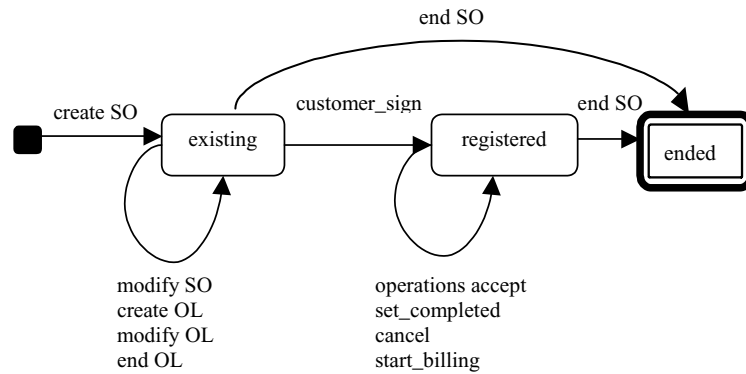 end SO
create SO
customer_sign
end SO
existing
registered
ended
modify SO
create OL
modify OL
end OL
operations accept
set_completed
cancel
start_billing